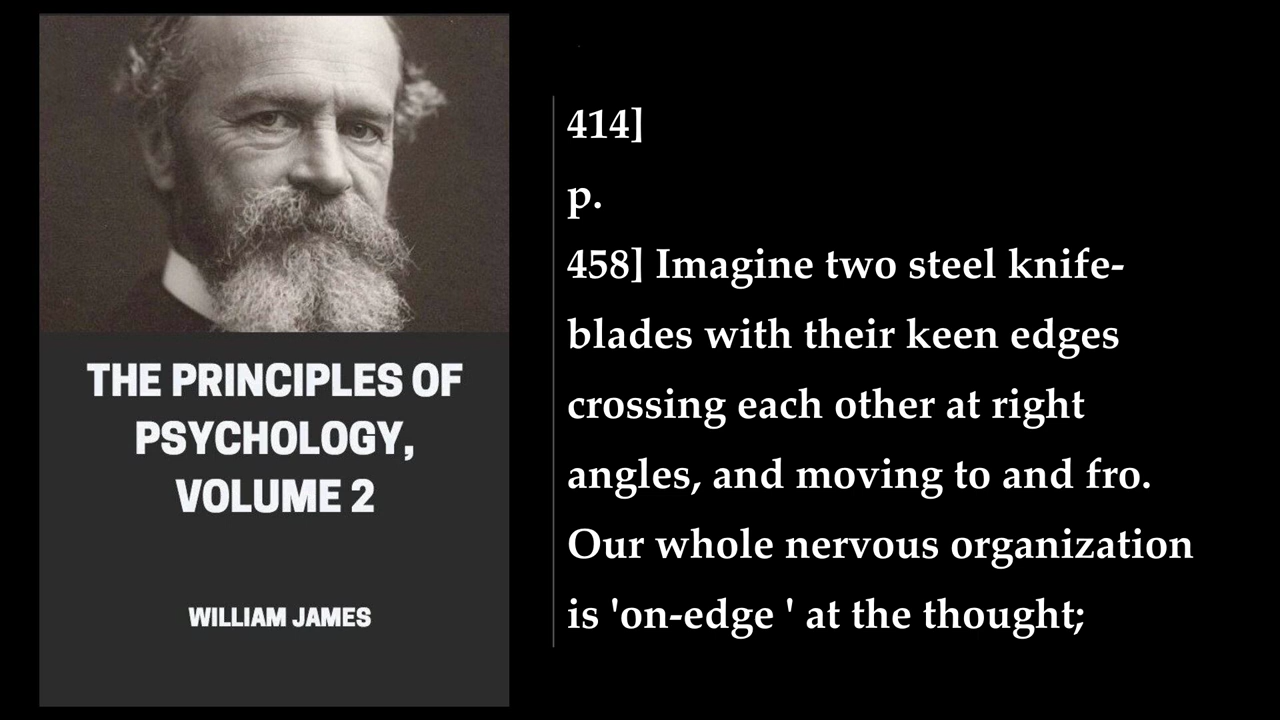 THE PRINCIPLES OF
PSYCHOLOGY,
VOLUME 2
WILLIAM JAMES
414]
p.
458] Imagine two steel knife-
blades with their keen edges
crossing each other at right
angles, and moving to and fro.
Our whole nervous organization
is 'on-edge ' at the thought;